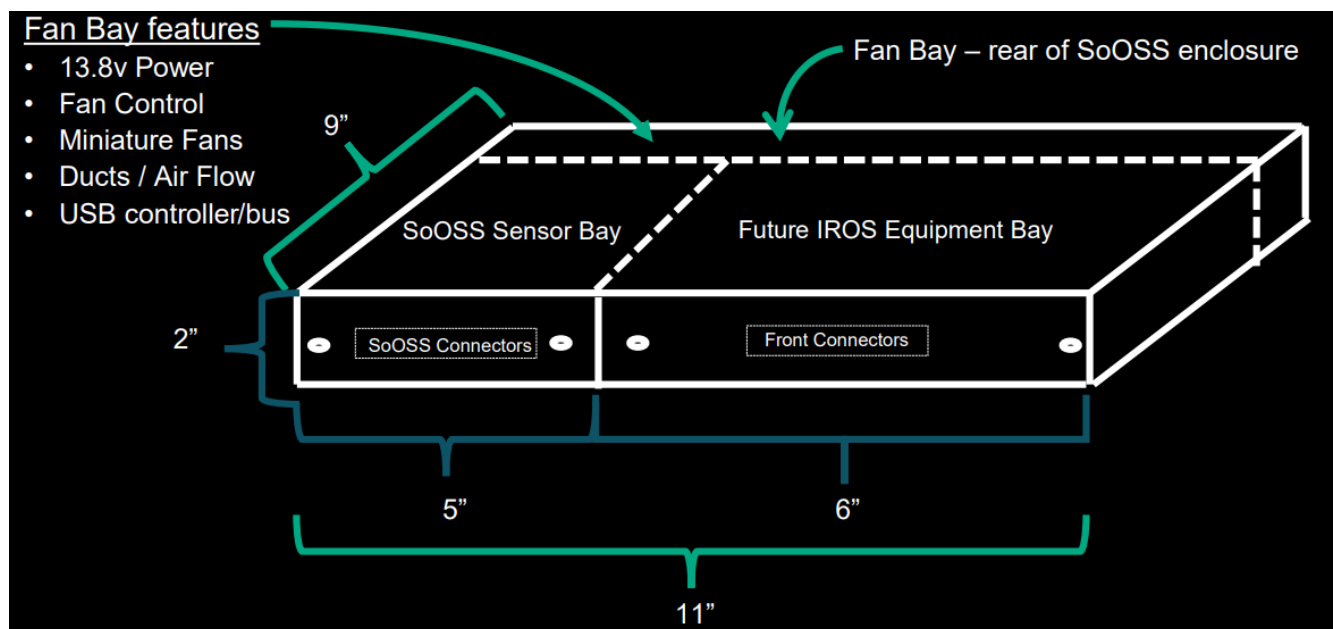 Fan Bay features
• 13.8v Power
• Fan Control
• Miniature Fans
• Ducts / Air Flow
• USB controller/bus
Fan Bay – rear of SoOSS enclosure
9”
SoOSS Sensor Bay
Future IROS Equipment Bay
2”
SoOSS Connectors
Front Connectors
5”
6”
11”